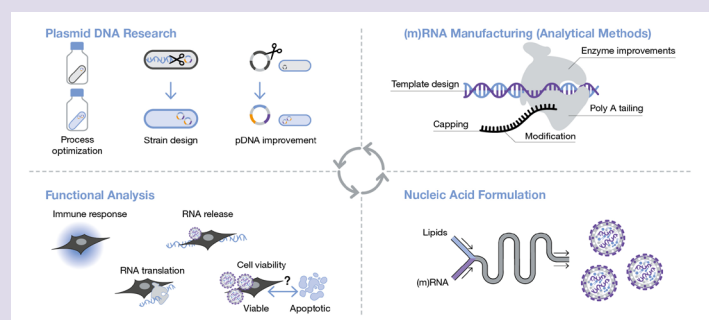 Plasmid DNA Research
Process
optimization
Strain design
pDNA improvement
(m)RNA Manufacturing (Analytical Methods)
Enzyme improvements
Template design
Poly A tailing
Capping
Modification
Functional Analysis
Immune response
RNA release
RNA translation
Cell viability
?
Viable
Apoptotic
Nucleic Acid Formulation
Lipids
(m)RNA